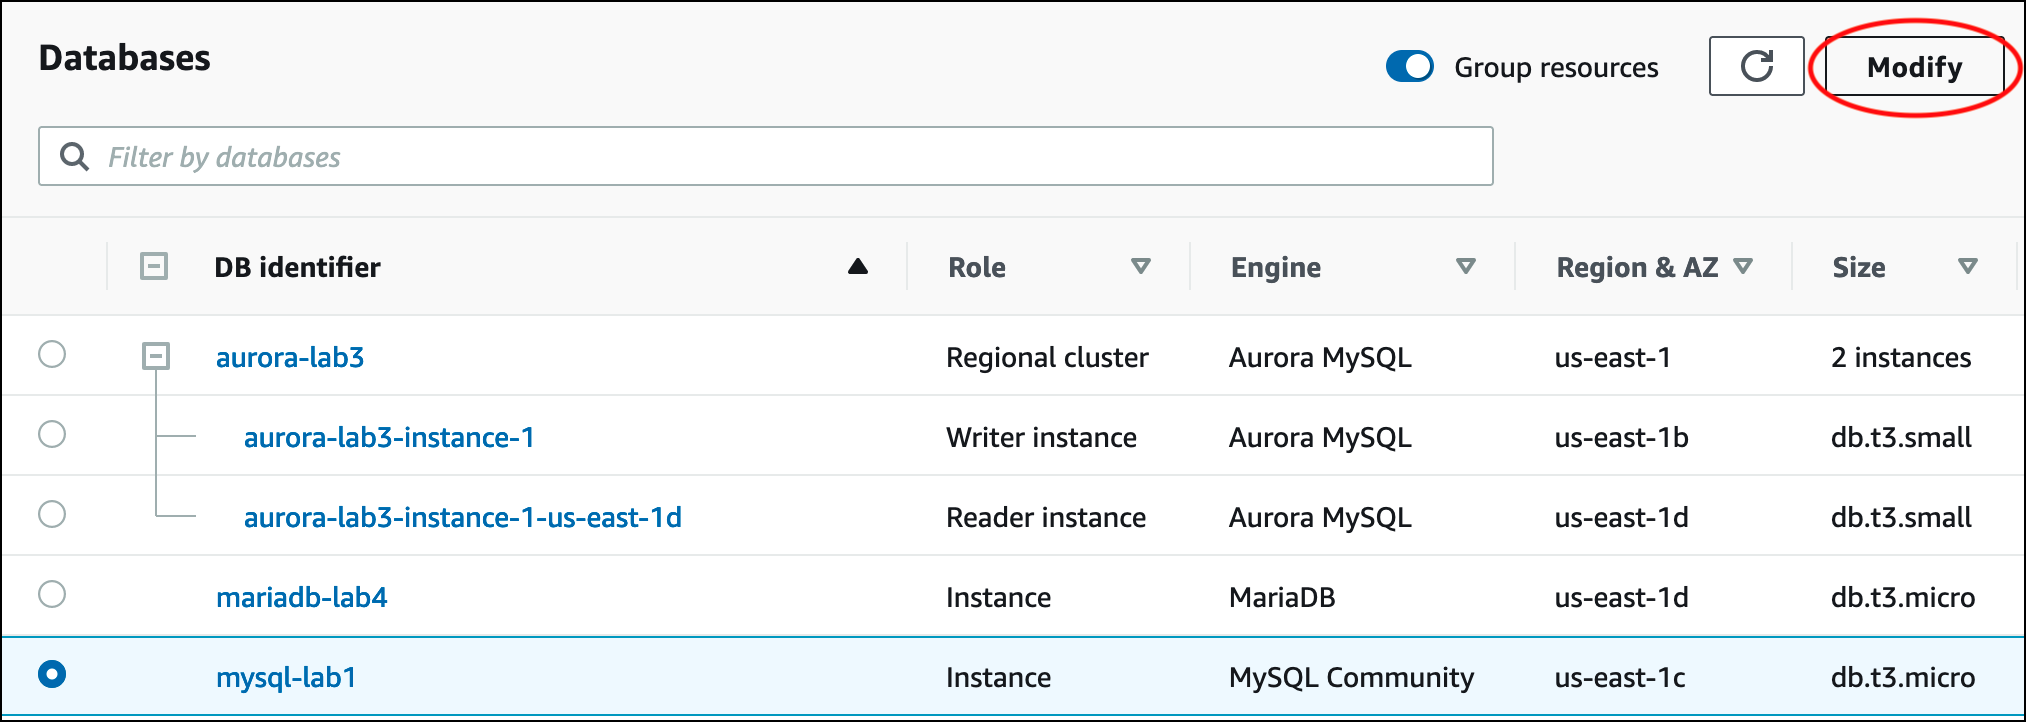 Databases
Group resources
Modify
Filter by databases
DB identifier Role Engine Region & AZ Size
aurora-lab3 Regional cluster Aurora MySQL us-east-1 2 instances
aurora-lab3-instance-1 Writer instance Aurora MySQL us-east-1b db.t3.small
aurora-lab3-instance-1-us-east-1d Reader instance Aurora MySQL us-east-1d db.t3.small
mariadb-lab4 Instance MariaDB us-east-1d db.t3.micro
mysql-lab1 Instance MySQL Community us-east-1c db.t3.micro